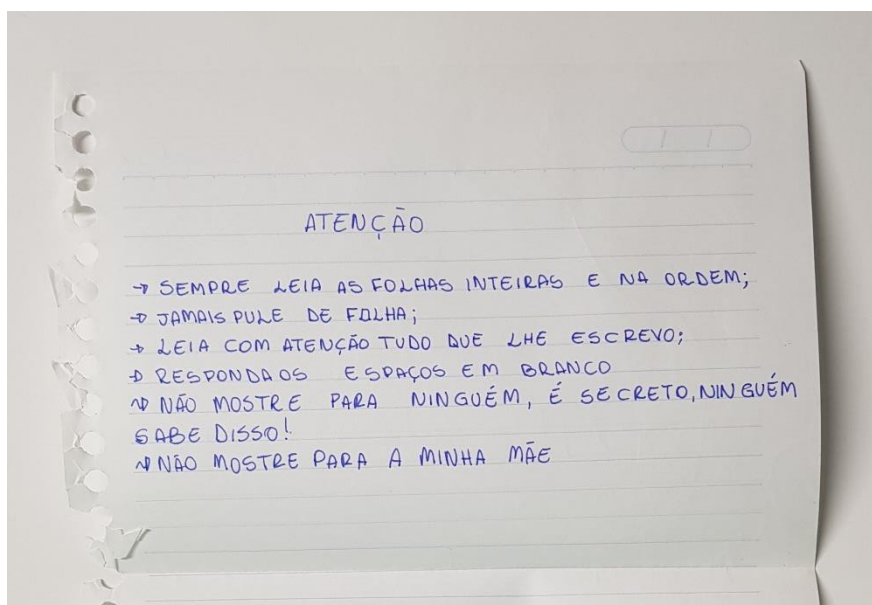 ATENÇÃO
→ SEMPRE LEIA AS FOLHAS INTEIRAS E NA ORDEM;
→ JAMAIS PULE DE FOLHA;
→ LEIA COM ATENÇÃO TUDO QUE LHE ESCREVO;
→ RESPONDA OS ESPAÇOS EM BRANCO
→ NÃO MOSTRE PARA NINGUÉM, É SECRETO, NINGUÉM
SABE DISSO!
→ NÃO MOSTRE PARA A MINHA MÃE